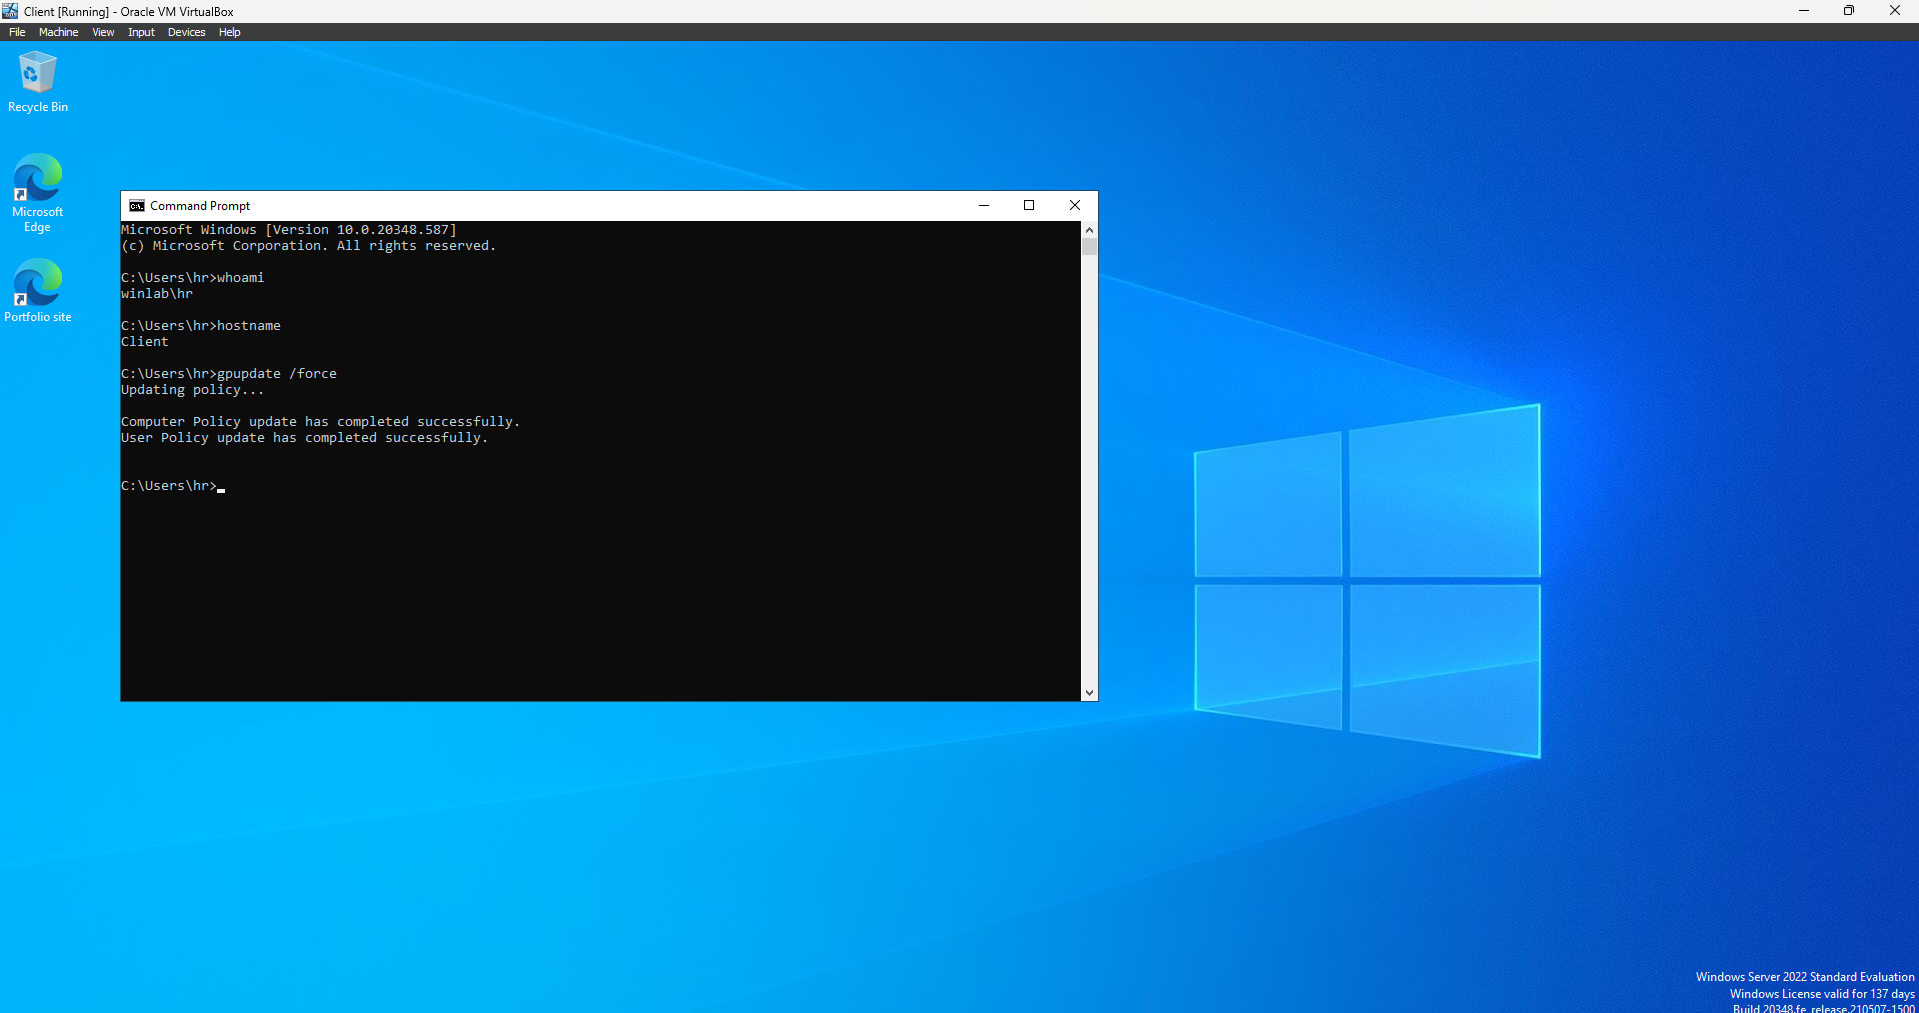 Client [Running] - Oracle VM VirtualBox
File Machine View Input Devices Help
Recycle Bin
Microsoft
Edge
Portfolio site
Command Prompt
Microsoft Windows [Version 10.0.20348.587]
(c) Microsoft Corporation. All rights reserved.
C:\Users\hr>whoami
winlab\hr
C:\Users\hr>hostname
Client
C:\Users\hr>gpupdate /force
Updating policy...
Computer Policy update has completed successfully.
User Policy update has completed successfully.
C:\Users\hr>
Windows Server 2022 Standard Evaluation
Windows License valid for 137 days
Build 20348.fe_release.210507-1500